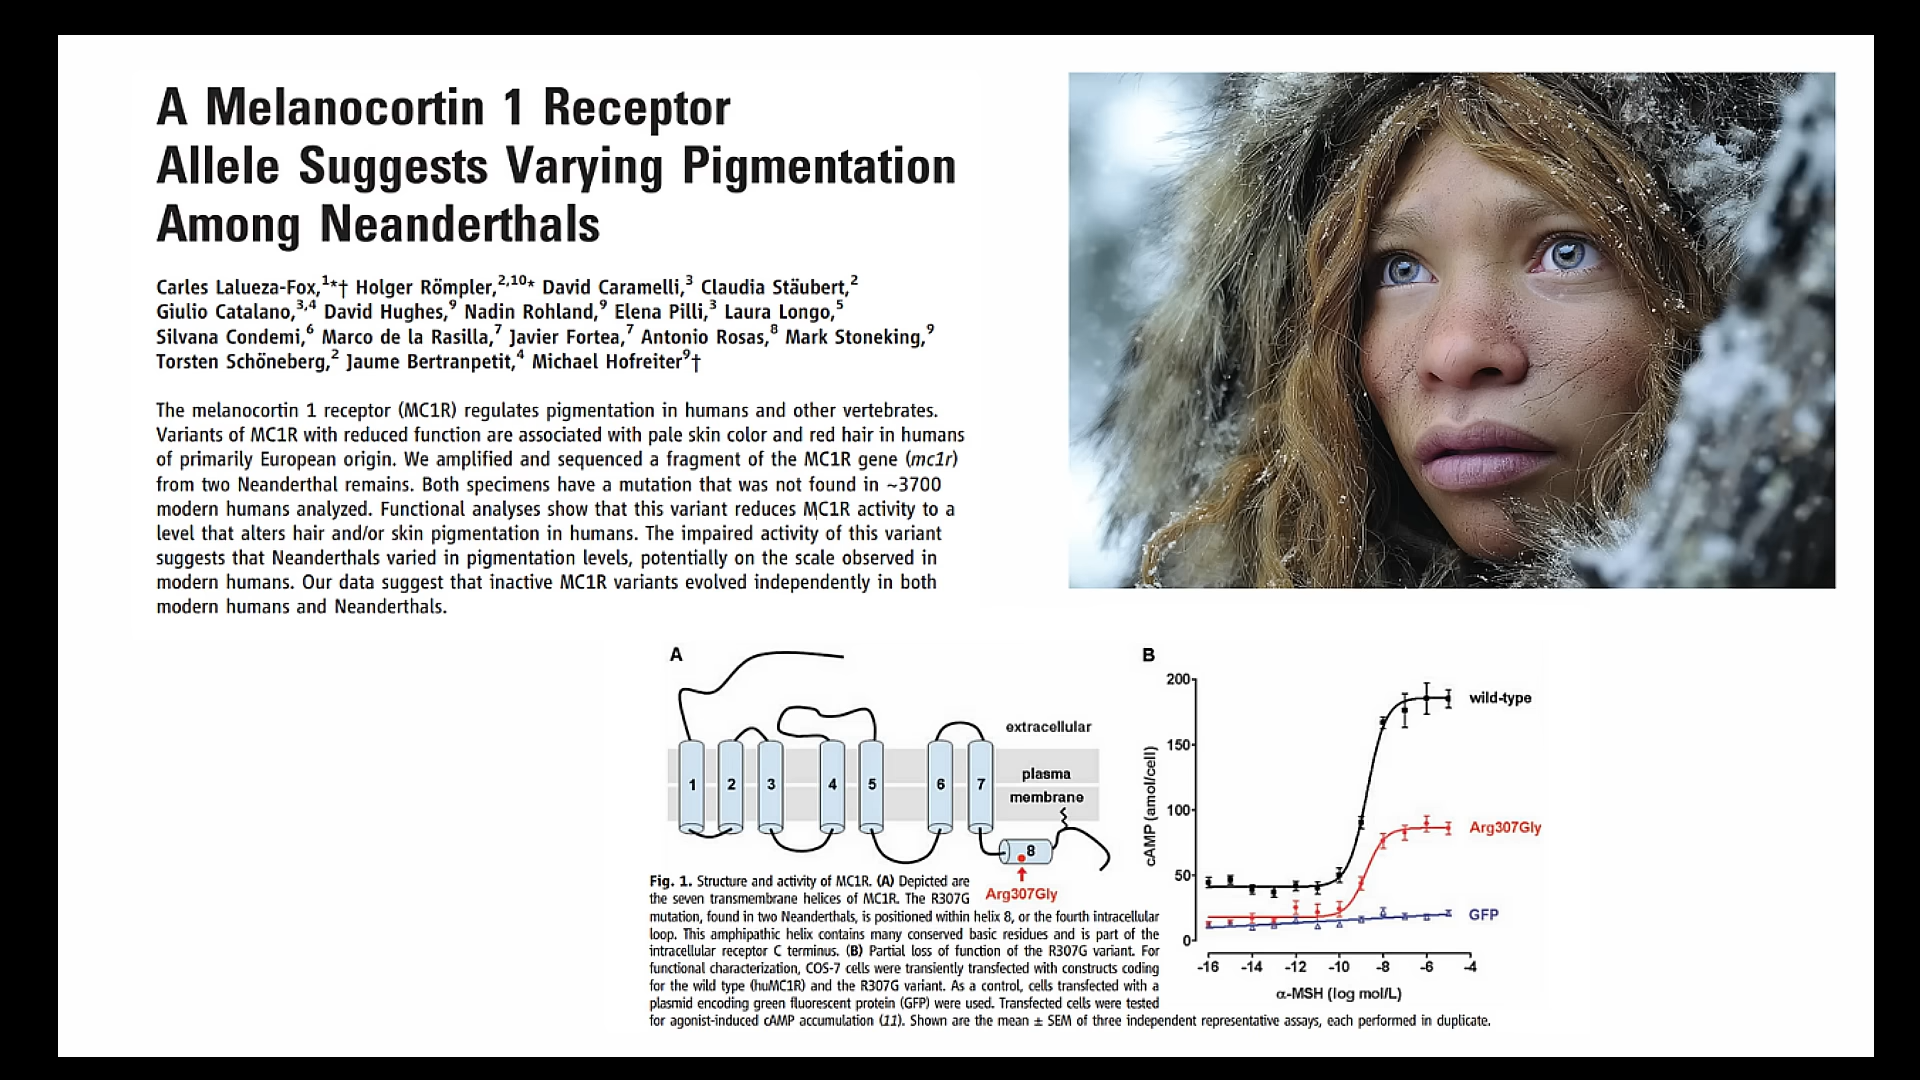 A Melanocortin 1 Receptor
Allele Suggests Varying Pigmentation
Among Neanderthals
Carles Lalueza-Fox,1*† Holger Römpler,2,10* David Caramelli,3 Claudia Stäubert,2
Giulio Catalano,3,4 David Hughes,9 Nadin Rohland,9 Elena Pilli,3 Laura Longo,5
Silvana Condemi,6 Marco de la Rasilla,7 Javier Fortea,7 Antonio Rosas,8 Mark Stoneking,9
Torsten Schöneberg,2 Jaume Bertranpetit,4 Michael Hofreiter9†
The melanocortin 1 receptor (MC1R) regulates pigmentation in humans and other vertebrates.
Variants of MC1R with reduced function are associated with pale skin color and red hair in humans
of primarily European origin. We amplified and sequenced a fragment of the MC1R gene (mc1r)
from two Neanderthal remains. Both specimens have a mutation that was not found in ~3700
modern humans analyzed. Functional analyses show that this variant reduces MC1R activity to a
level that alters hair and/or skin pigmentation in humans. The impaired activity of this variant
suggests that Neanderthals varied in pigmentation levels, potentially on the scale observed in
modern humans. Our data suggest that inactive MC1R variants evolved independently in both
modern humans and Neanderthals.
A
extracellular
1 2 3 4 5 6 7
plasma
membrane
8
Arg307Gly
B
200
150
100
50
0
cAMP (amol/cell)
wild-type
Arg307Gly
GFP
-16 -14 -12 -10 -8 -6 -4
α-MSH (log mol/L)
Fig. 1. Structure and activity of MC1R. (A) Depicted are
the seven transmembrane helices of MC1R. The R307G
mutation, found in two Neanderthals, is positioned within helix 8, or the fourth intracellular
loop. This amphipathic helix contains many conserved basic residues and is part of the
intracellular receptor C terminus. (B) Partial loss of function of the R307G variant. For
functional characterization, COS-7 cells were transiently transfected with constructs coding
for the wild type (huMC1R) and the R307G variant. As a control, cells transfected with a
plasmid encoding green fluorescent protein (GFP) were used. Transfected cells were tested
for agonist-induced cAMP accumulation (11). Shown are the mean ± SEM of three independent representative assays, each performed in duplicate.